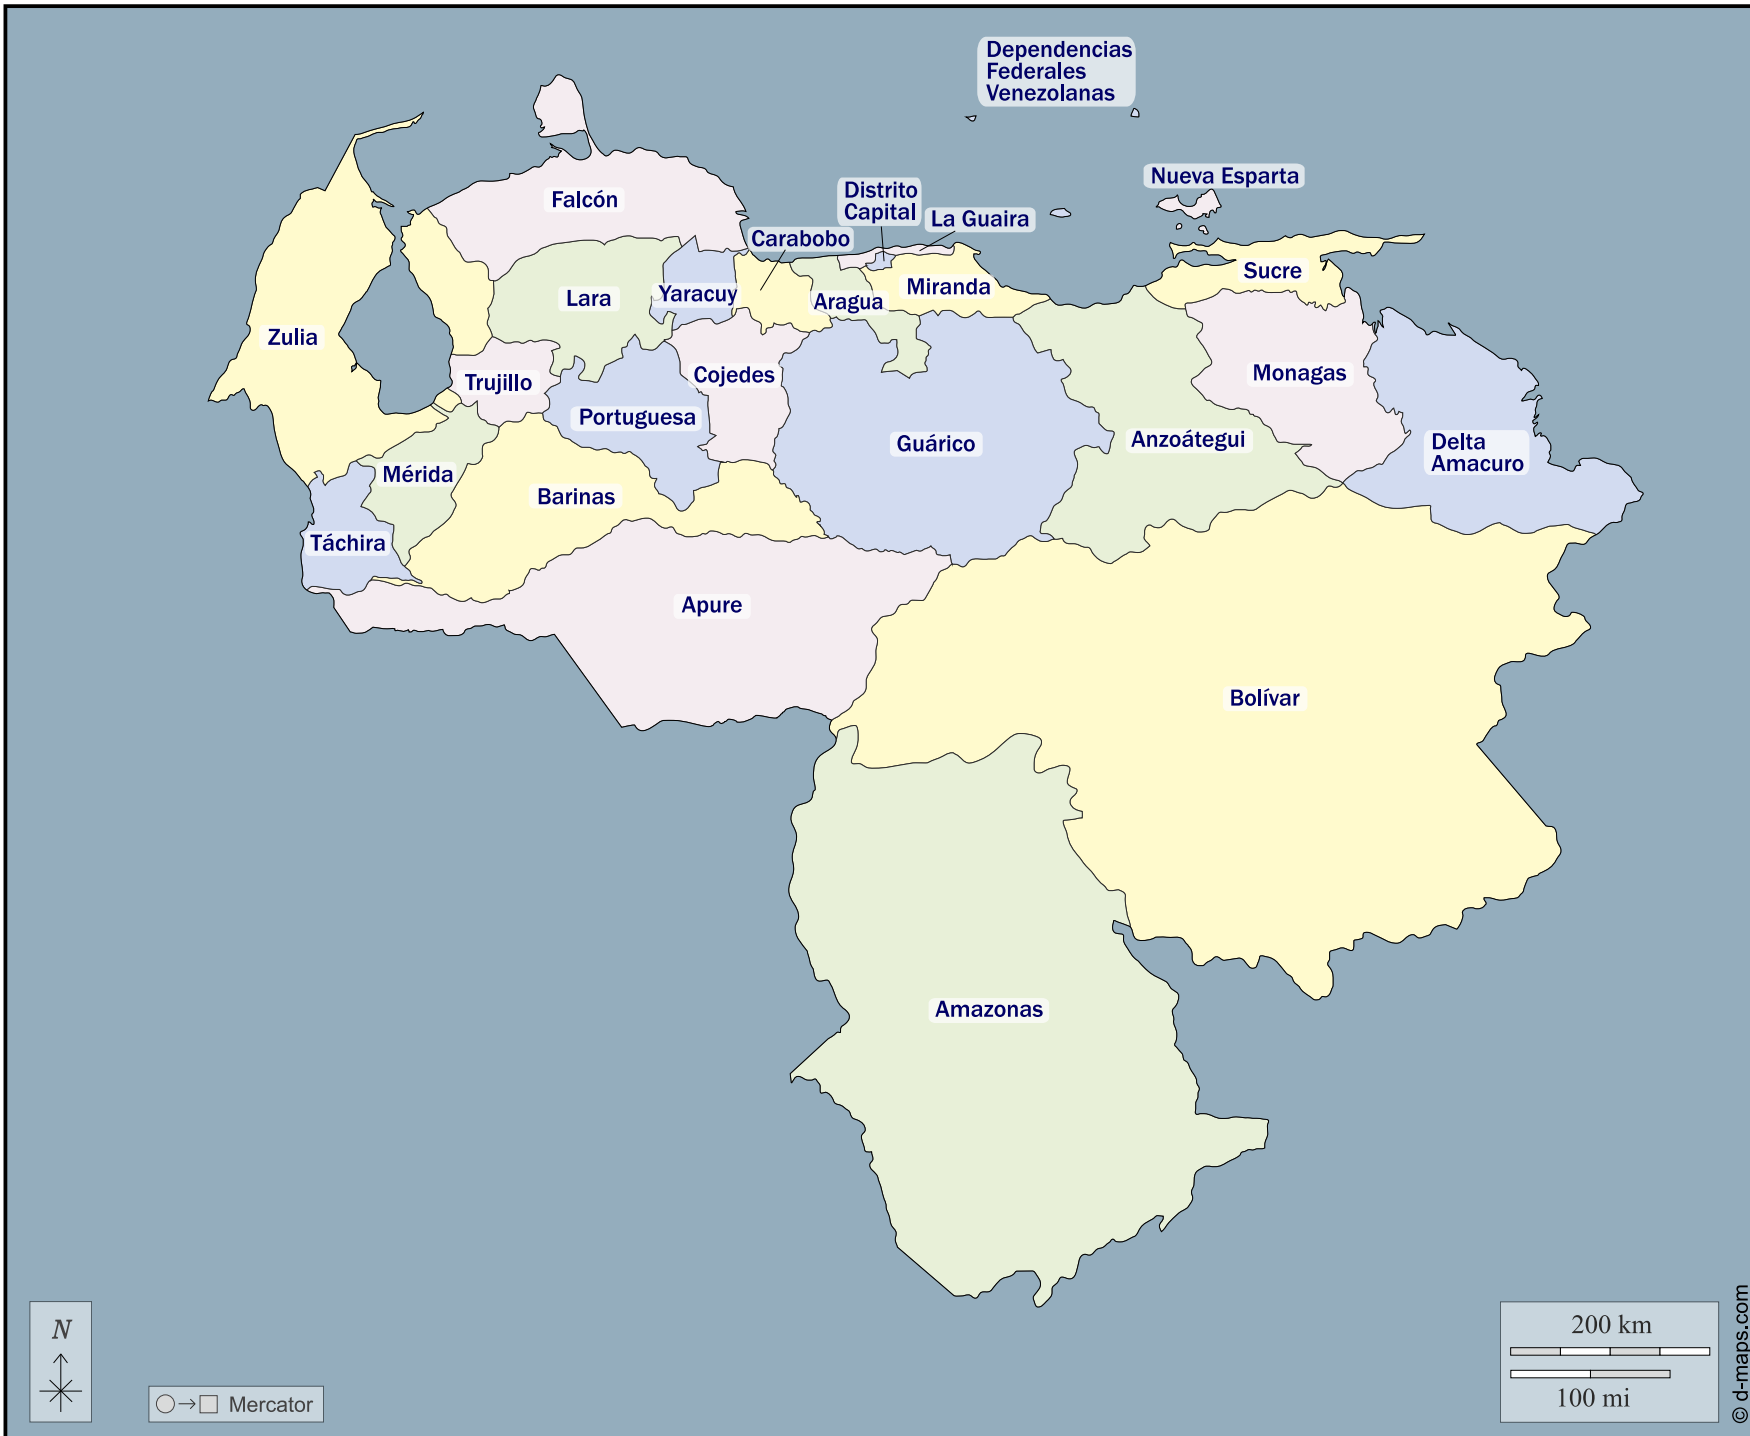 Dependencias
Federales
Venezolanas
Nueva Esparta
Distrito
Capital
La Guaira
Falcón
Carabobo
Sucre
Miranda
Lara
Yaracuy
Aragua
Zulia
Trujillo
Cojedes
Monagas
Portuguesa
Guárico
Anzoátegui
Delta
Amacuro
Mérida
Barinas
Táchira
Apure
Bolívar
Amazonas
N
Mercator
200 km
100 mi
© d-maps.com